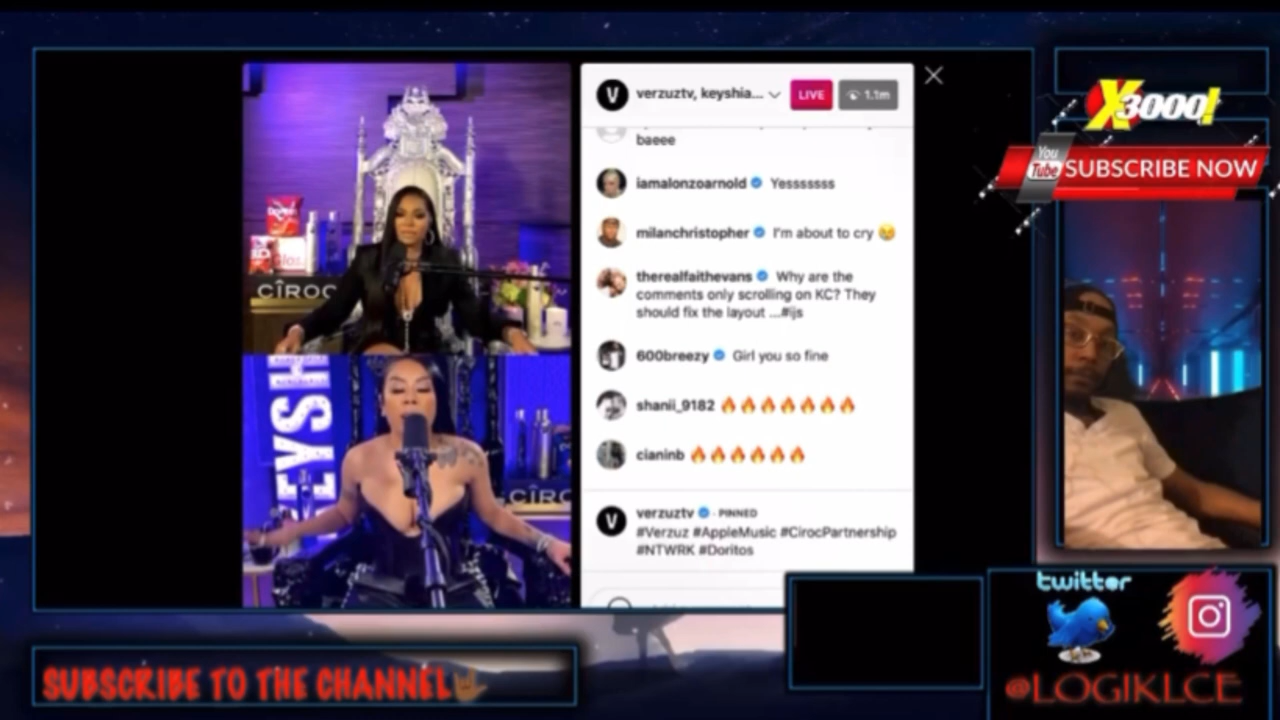 verzuztv, keyshia...
LIVE
1.1m
baeee
iamalonzoarnold Yesssssss
milanchristopher I'm about to cry 😂
therealfaithevans Why are the
comments only scrolling on KC? They
should fix the layout ...#ijs
600breezy Girl you so fine
shanii_9182 🔥🔥🔥🔥🔥🔥🔥
cianinb 🔥🔥🔥🔥🔥🔥
verzuztv · PINNED
#Verzuz #AppleMusic #CirocPartnership
#NTWRK #Doritos
CÎROC
KEYSH
CÎROC
X3000!
You
Tube
SUBSCRIBE NOW
SUBSCRIBE TO THE CHANNEL
twitter
@LOGIKLCE